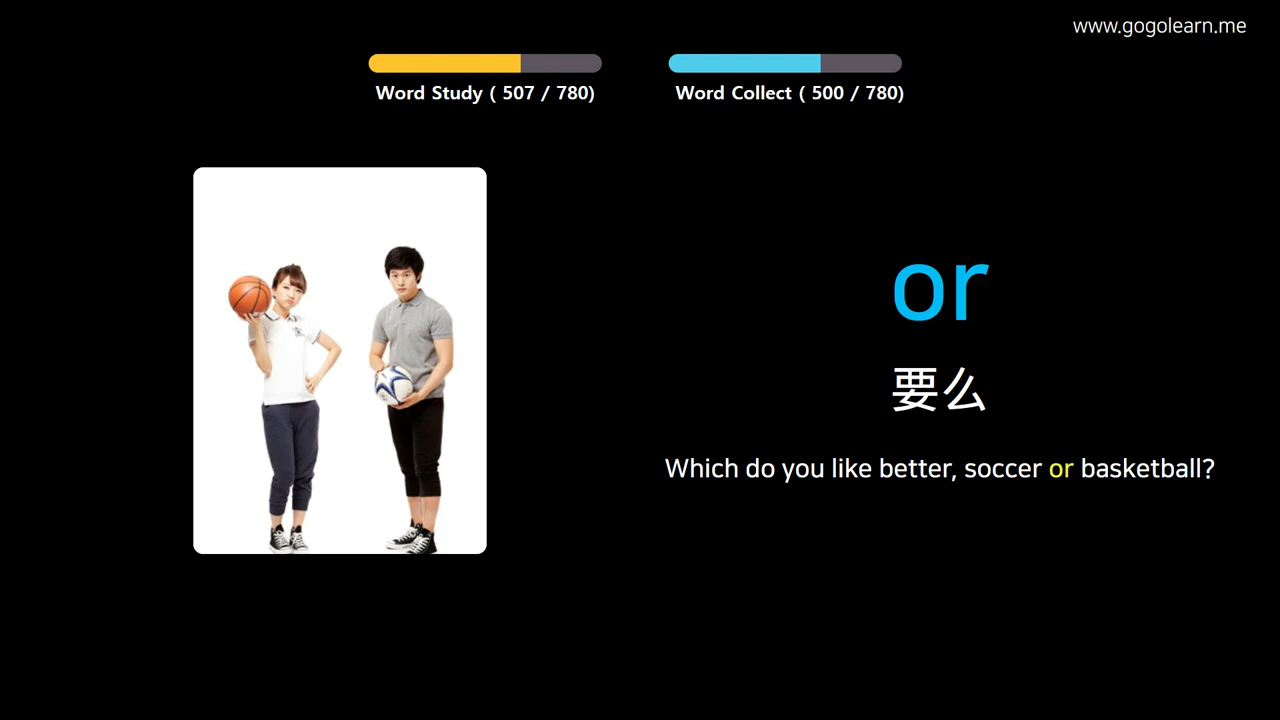 www.gogolearn.me
Word Study ( 507 / 780)
Word Collect ( 500 / 780)
or
要么
Which do you like better, soccer or basketball?